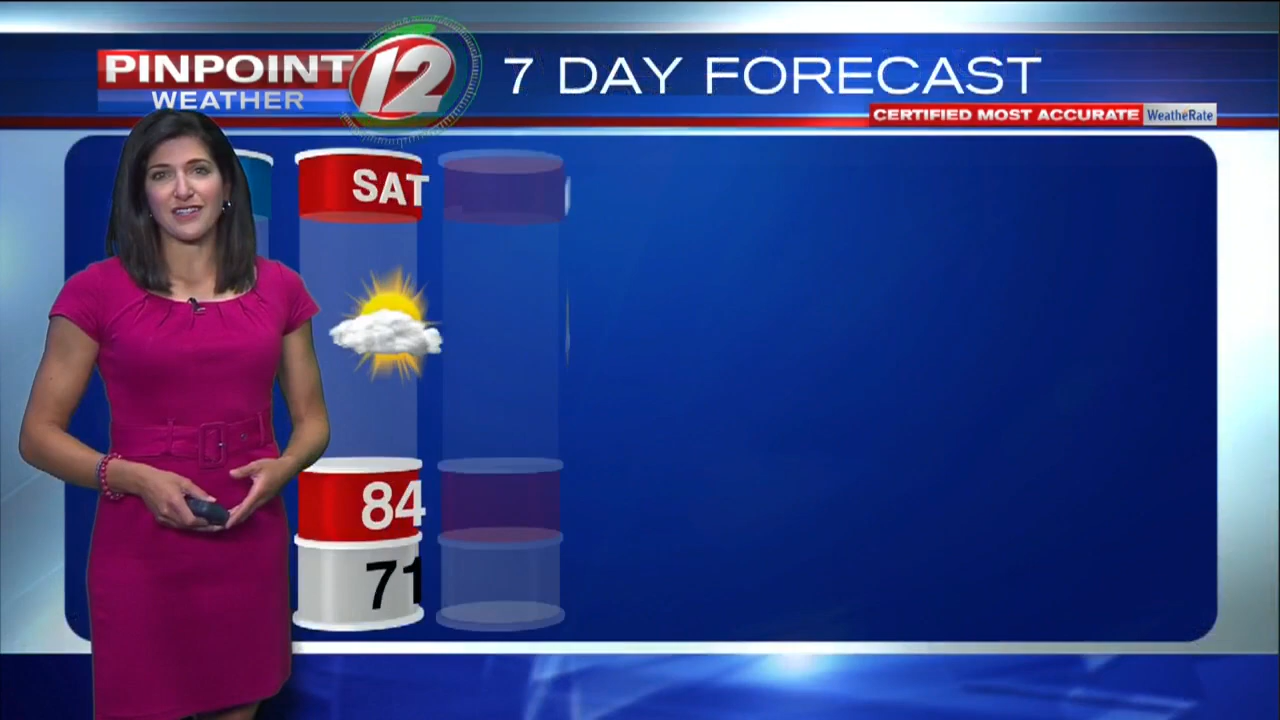 PINPOINT 12
WEATHER
7 DAY FORECAST
CERTIFIED MOST ACCURATE WeatheRate
SAT
84
71